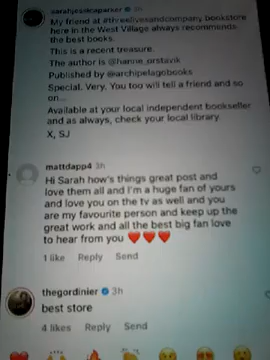 sarahjessicaparker 3h
My friend at #threelivesandcompany bookstore
here in the West Village always recommends
the best books.
This is a recent treasure.
The author is @hanne_orstavik
Published by @archipelagobooks
Special. Very. You too will tell a friend and so
on...
Available at your local independent bookseller
and as always, check your local library.
X, SJ
mattdapp4 3h
Hi Sarah how's things great post and
love them all and I'm a huge fan of yours
and love you on the tv as well and you
are my favourite person and keep up the
great work and all the best big fan love
to hear from you ❤️❤️❤️
1 like Reply Send
thegordinier 3h
best store
4 likes Reply Send